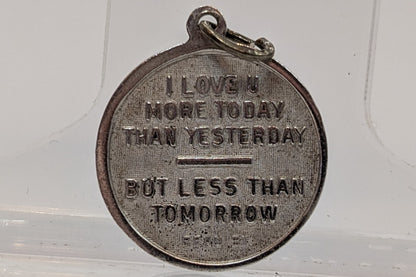 I LOVE U
MORE TODAY
THAN YESTERDAY
BUT LESS THAN
TOMORROW